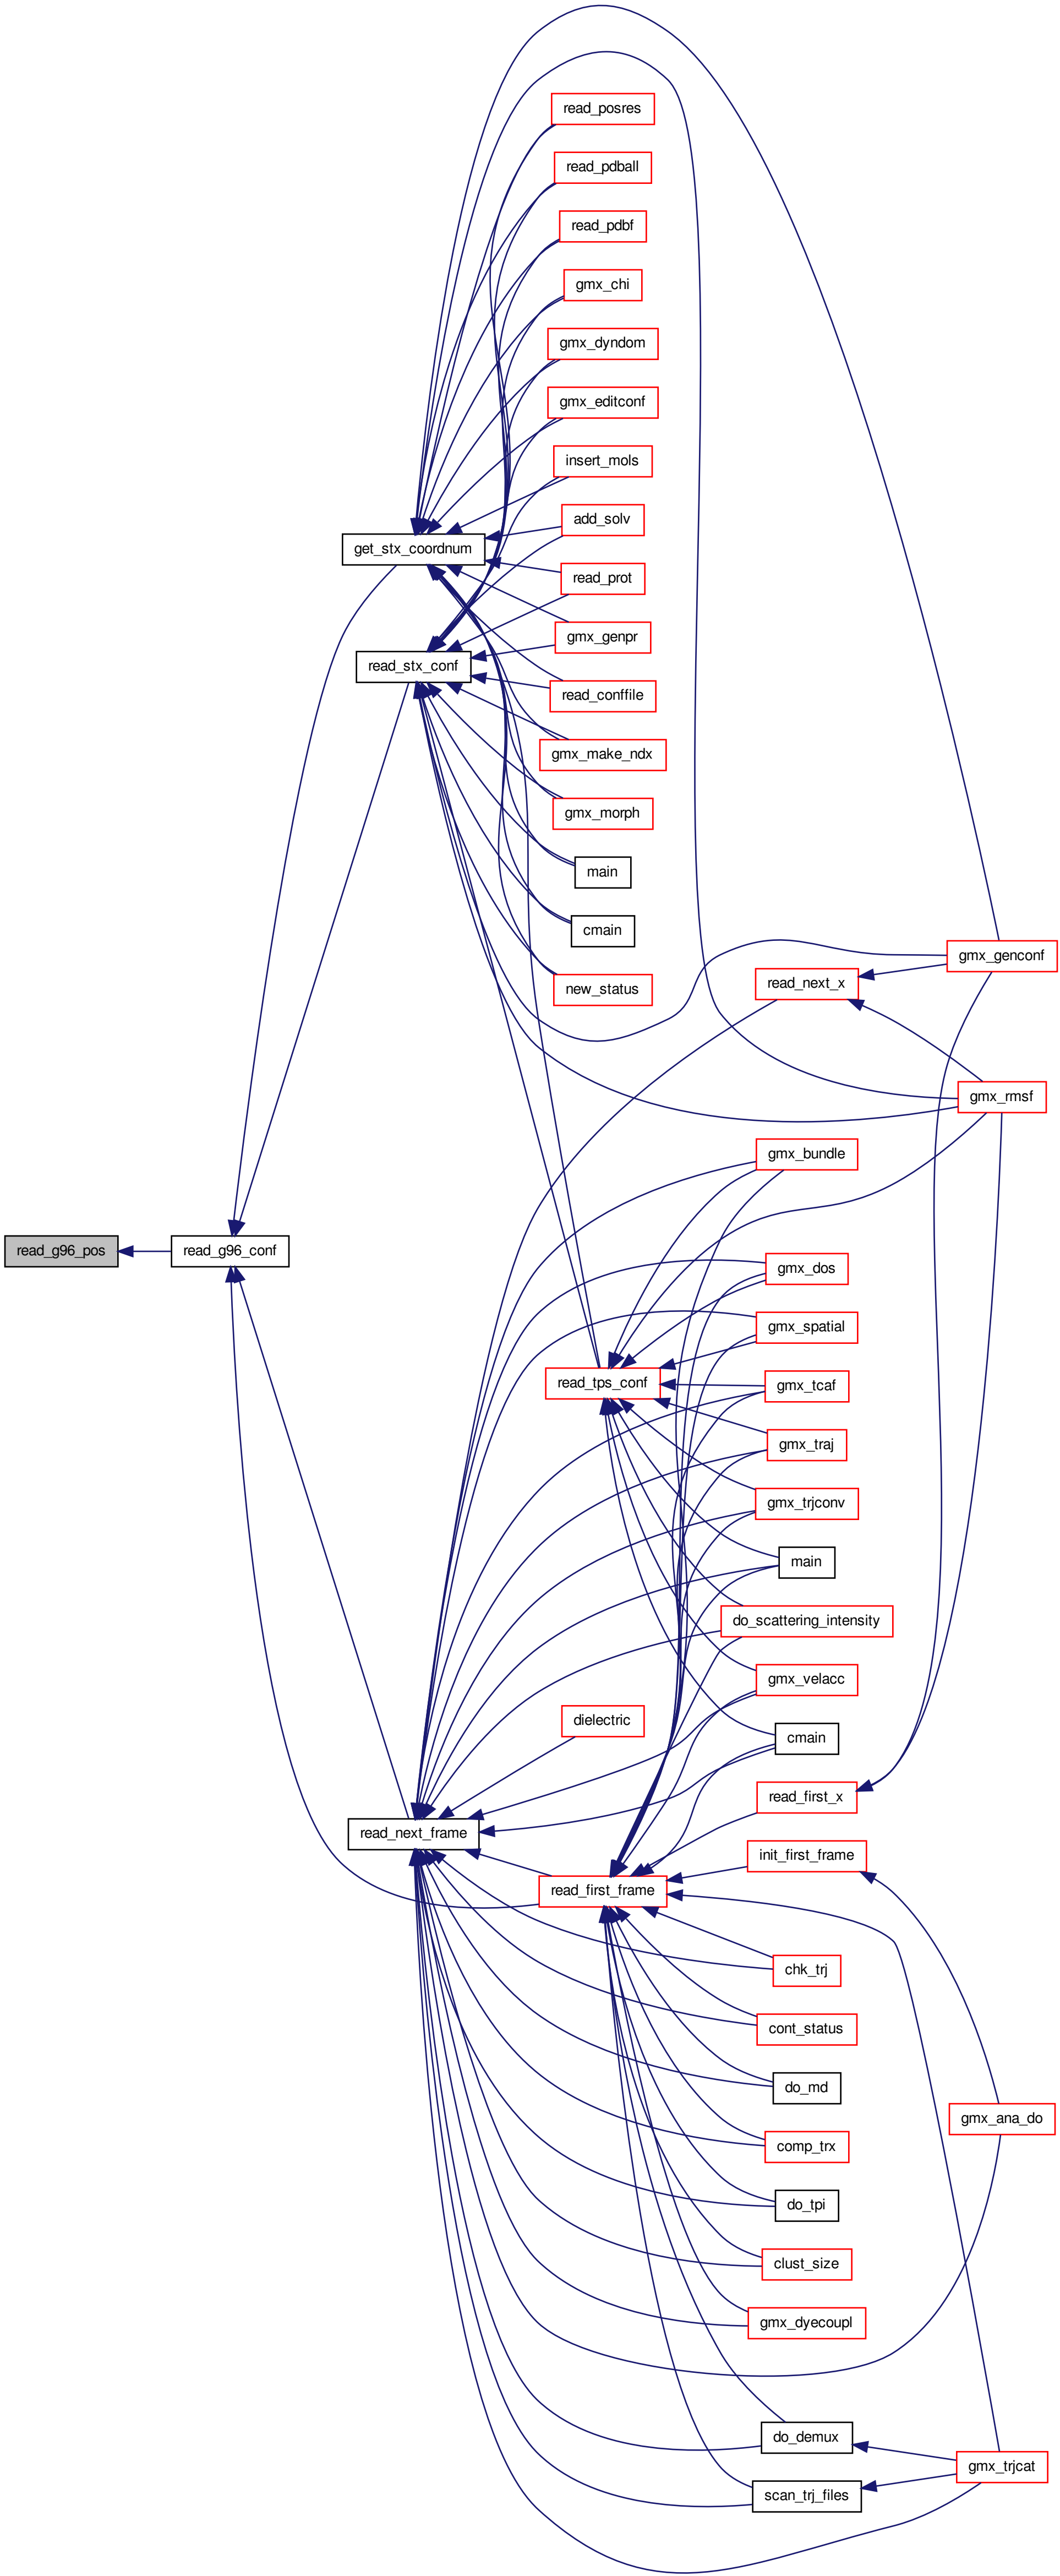 read_posres
read_pdball
read_pdbf
gmx_chi
gmx_dyndom
gmx_editconf
insert_mols
add_solv
get_stx_coordnum
read_prot
gmx_genpr
read_stx_conf
read_conffile
gmx_make_ndx
gmx_morph
main
cmain
gmx_genconf
read_next_x
new_status
gmx_rmsf
gmx_bundle
read_g96_pos
read_g96_conf
gmx_dos
gmx_spatial
read_tps_conf
gmx_tcaf
gmx_traj
gmx_trjconv
main
do_scattering_intensity
gmx_velacc
dielectric
cmain
read_first_x
read_next_frame
init_first_frame
read_first_frame
chk_trj
cont_status
do_md
gmx_ana_do
comp_trx
do_tpi
clust_size
gmx_dyecoupl
do_demux
gmx_trjcat
scan_trj_files